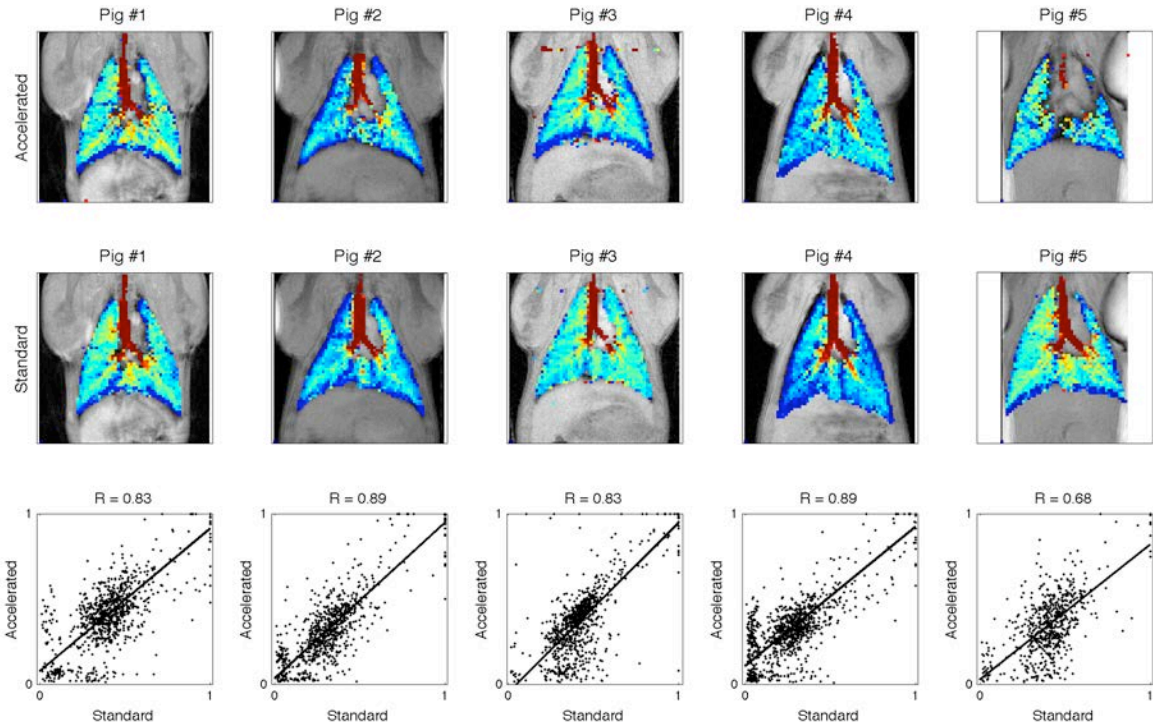 Pig #1 Pig #2 Pig #3 Pig #4 Pig #5
Accelerated
Pig #1 Pig #2 Pig #3 Pig #4 Pig #5
Standard
R = 0.83 R = 0.89 R = 0.83 R = 0.89 R = 0.68
1 1 1 1 1
Accelerated Accelerated Accelerated Accelerated Accelerated
0 0 0 0 0
0 1 0 1 0 1 0 1 0 1
Standard Standard Standard Standard Standard